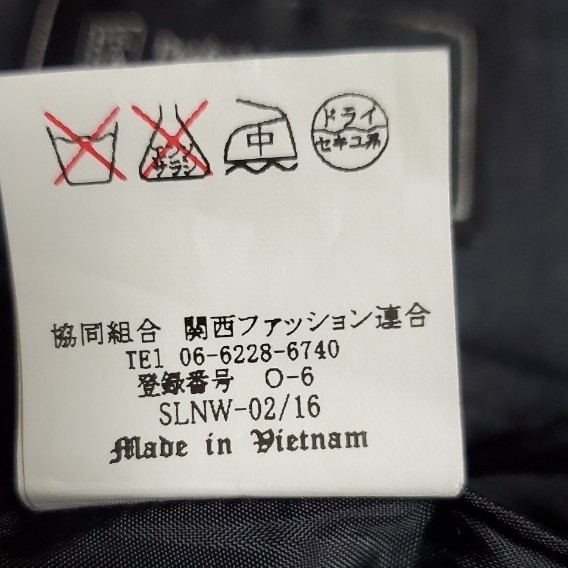 エンソ
サラシ
中
ドライ
セキユ系
協同組合 関西ファッション連合
TEl 06-6228-6740
登録番号 O-6
SLNW-02/16
Made in Vietnam